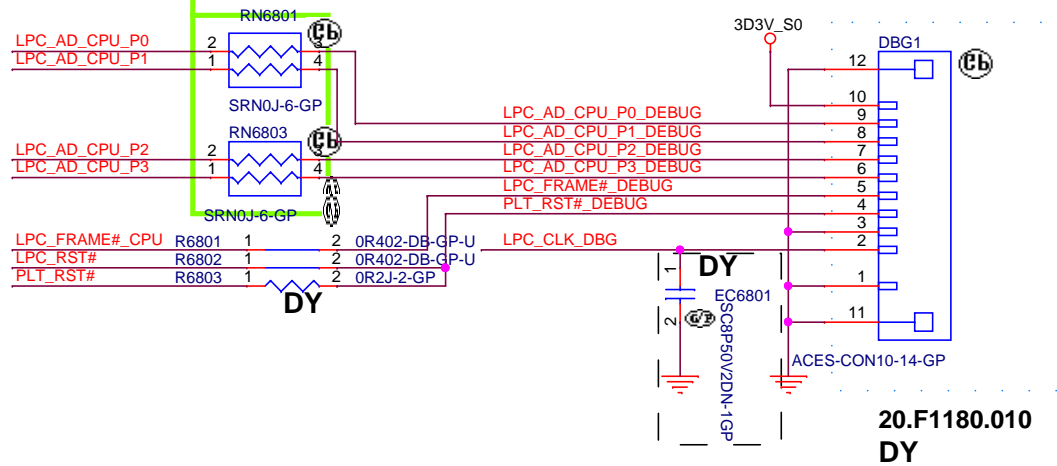 RN6801
3D3V_S0
DBG1
LPC_AD_CPU_P0 2 3
LPC_AD_CPU_P1 1 4
12
SRN0J-6-GP
10
LPC_AD_CPU_P0_DEBUG 9
RN6803
LPC_AD_CPU_P1_DEBUG 8
LPC_AD_CPU_P2 2 3 LPC_AD_CPU_P2_DEBUG 7
LPC_AD_CPU_P3 1 4 LPC_AD_CPU_P3_DEBUG 6
LPC_FRAME#_DEBUG 5
PLT_RST#_DEBUG 4
SRN0J-6-GP
3
LPC_FRAME#_CPU R6801 1 2 0R402-DB-GP-U LPC_CLK_DBG 2
LPC_RST# R6802 1 2 0R402-DB-GP-U
PLT_RST# R6803 1 2 0R2J-2-GP
DY
1 DY
1
EC6801
2
SC8P50V2DN-1GP
11
ACES-CON10-14-GP
20.F1180.010
DY